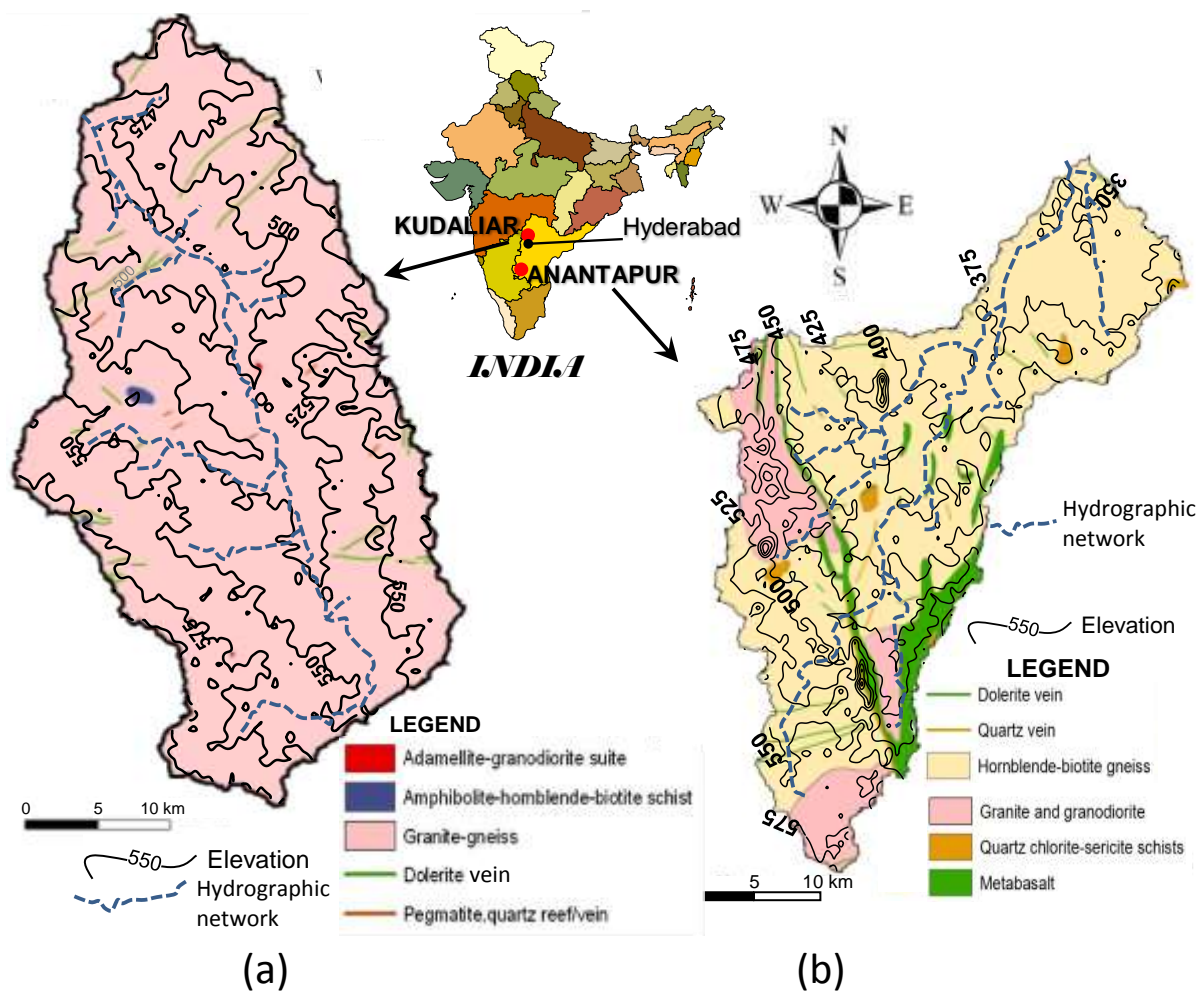 475
500
500
525
550
550
575
550
LEGEND
Adamellite-granodiorite suite
Amphibolite-homblende-biotite schist
Granite-gneiss
Dolerite vein
Pegmatite,quartz reef/vein
0 5 10 km
550 Elevation
Hydrographic
network
(a)
KUDALIAR
Hyderabad
ANANTAPUR
INDIA
N
W E
S
350
375
475
450
425
400
525
500
550
575
Hydrographic
network
550 Elevation
LEGEND
Dolerite vein
Quartz vein
Hornblende-biotite gneiss
Granite and granodiorite
Quartz chlorite-sericite schists
Metabasalt
5 10 km
(b)